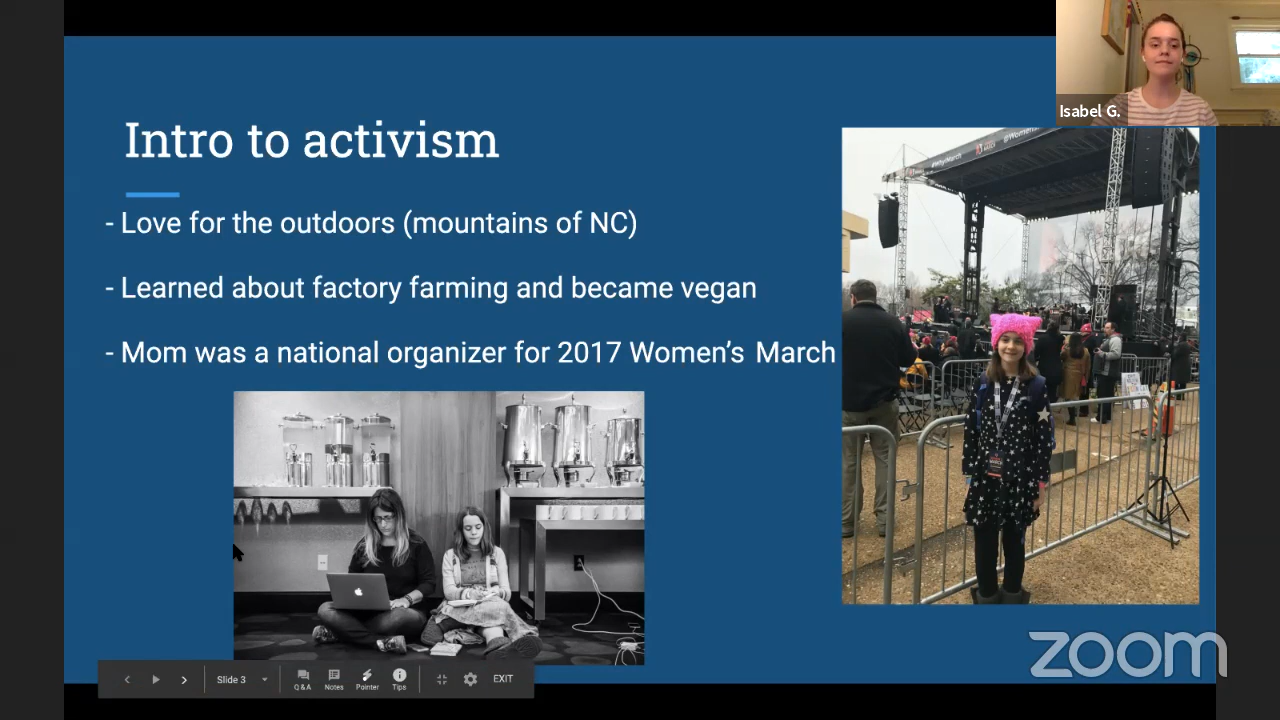 Isabel G.
Intro to activism
- Love for the outdoors (mountains of NC)
- Learned about factory farming and became vegan
- Mom was a national organizer for 2017 Women’s March
zoom
Slide 3
Q&A
Notes
Pointer
Tips
EXIT